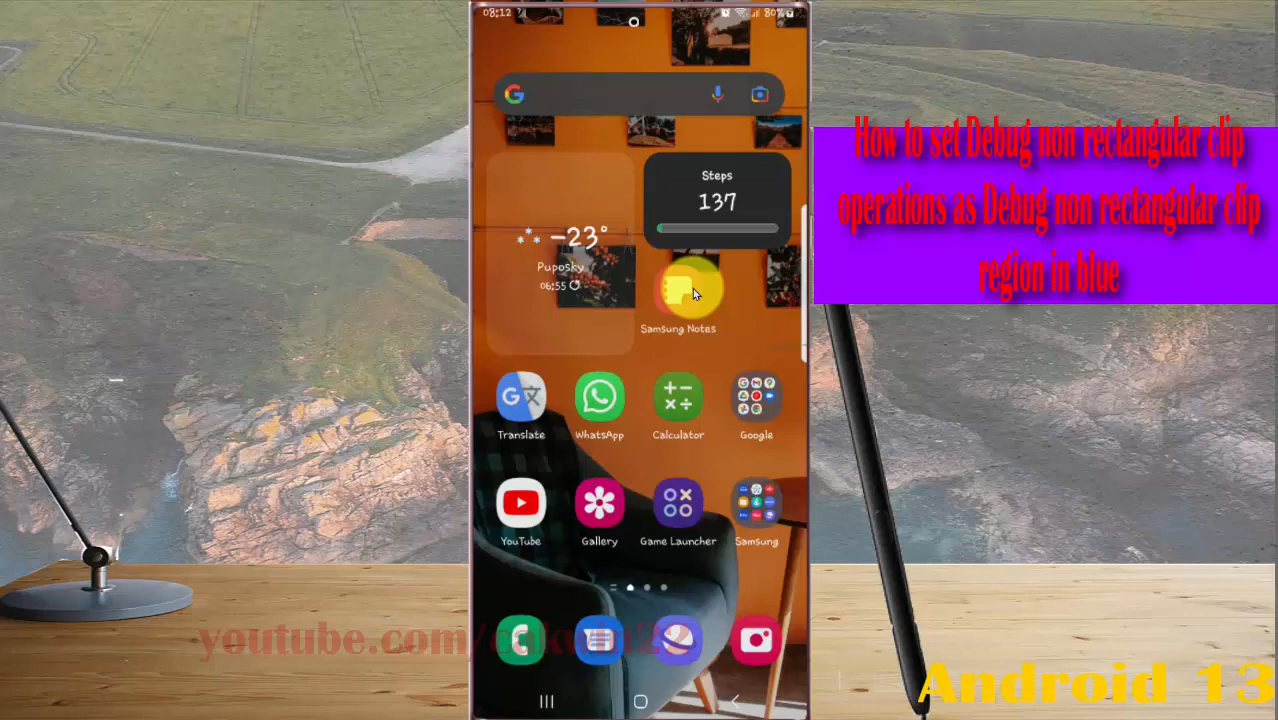 08:12
80%
How to set Debug non rectangular clip
operations as Debug non rectangular clip
region in blue
Steps
137
-23°
Puposky
06:55
Samsung Notes
Translate
WhatsApp
Calculator
Google
YouTube
Gallery
Game Launcher
Samsung
youtube.com/cakwin22
Android 13